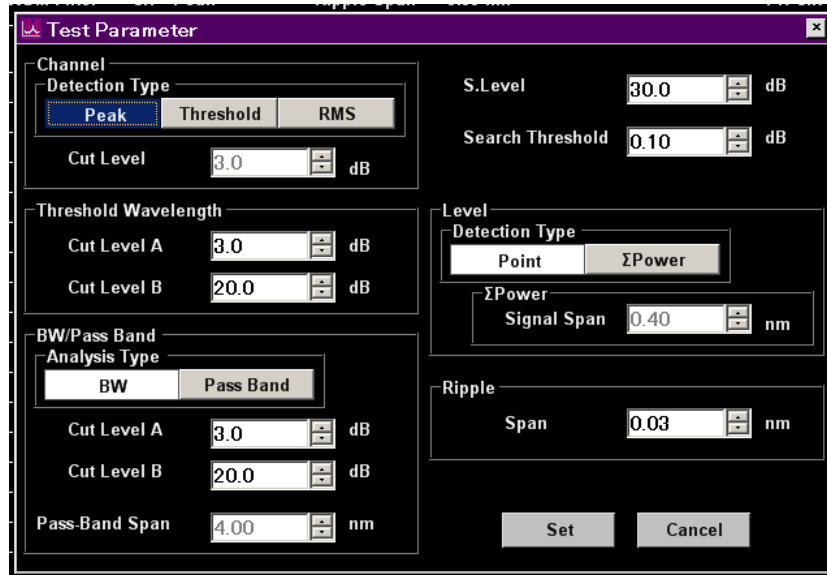 Test Parameter
Channel
Detection Type
Peak Threshold RMS
Cut Level 3.0 dB
S.Level 30.0 dB
Search Threshold 0.10 dB
Threshold Wavelength
Cut Level A 3.0 dB
Cut Level B 20.0 dB
Level
Detection Type
Point ΣPower
ΣPower
Signal Span 0.40 nm
BW/Pass Band
Analysis Type
BW Pass Band
Cut Level A 3.0 dB
Cut Level B 20.0 dB
Pass-Band Span 4.00 nm
Ripple
Span 0.03 nm
Set Cancel